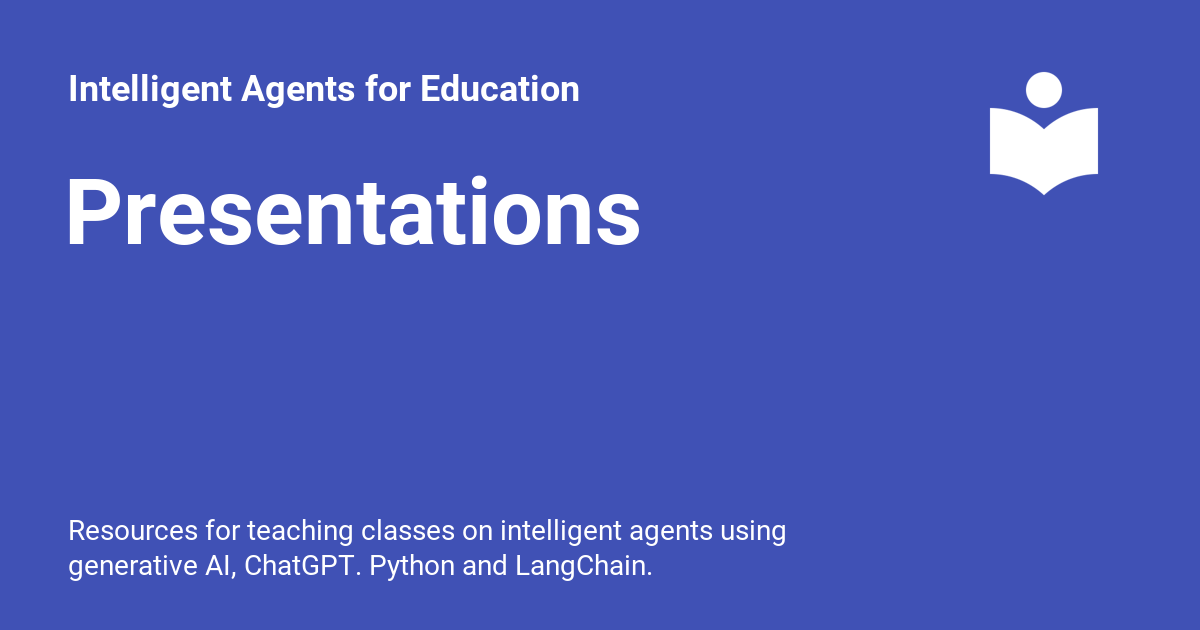 Intelligent Agents for Education
Presentations
Resources for teaching classes on intelligent agents using
generative AI, ChatGPT. Python and LangChain.